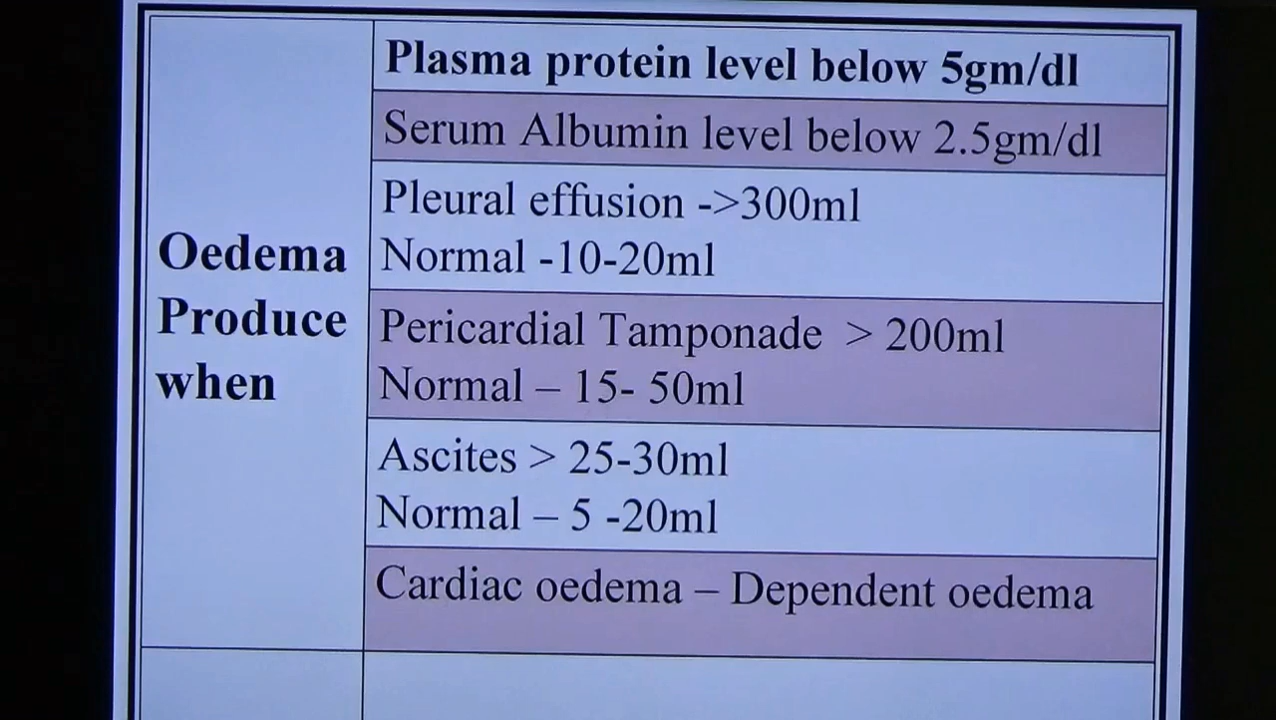 Oedema
Produce
when
Plasma protein level below 5gm/dl
Serum Albumin level below 2.5gm/dl
Pleural effusion ->300ml
Normal -10-20ml
Pericardial Tamponade > 200ml
Normal – 15- 50ml
Ascites > 25-30ml
Normal – 5 -20ml
Cardiac oedema – Dependent oedema